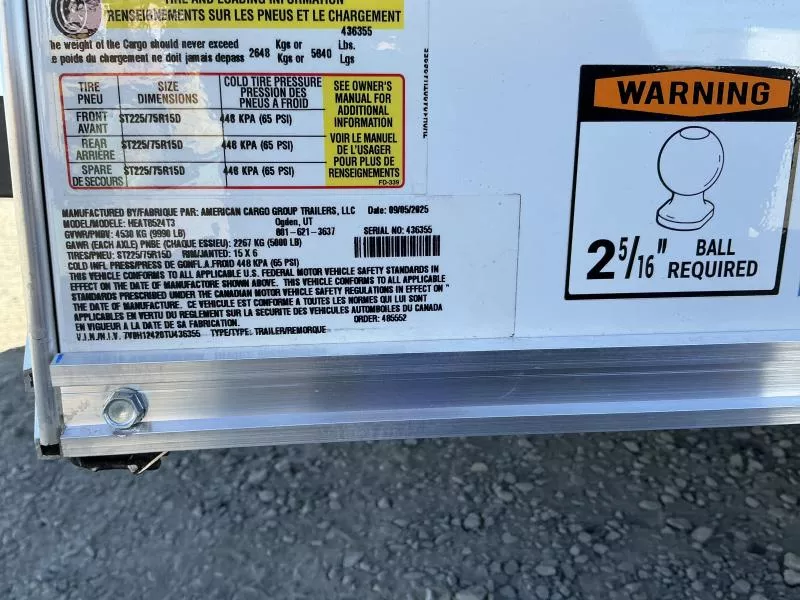 TIRE AND LOADING INFORMATION
RENSEIGNEMENTS SUR LES PNEUS ET LE CHARGEMENT
436355
he weight of the Cargo should never exceed 2648 Kgs or 5840 Lbs.
e poids du chargement ne doit jamais depass Kgs or Lgs
TIRE PNEU
SIZE DIMENSIONS
COLD TIRE PRESSURE PRESSION DES PNEUS A FROID
FRONT AVANT ST225/75R15D 448 KPA (65 PSI)
REAR ARRIÈRE ST225/75R15D 448 KPA (65 PSI)
SPARE DE SECOURS ST225/75R15D 448 KPA (65 PSI)
SEE OWNER'S
MANUAL FOR
ADDITIONAL
INFORMATION
VOIR LE MANUEL
DE L'USAGER
POUR PLUS DE
RENSEIGNEMENTS
FD-339
MANUFACTURED BY/FABRIQUE PAR: AMERICAN CARGO GROUP TRAILERS, LLC Date: 09/05/2025
MODEL/MODELE: HEAT8524T3 Ogden, UT
GVWR/PNBV: 4530 KG (9990 LB) 801-621-3637 SERIAL NO: 436355
GAWR (EACH AXLE) PNBE (CHAQUE ESSIEU): 2267 KG (5000 LB)
TIRES/PNEU: ST225/75R15D RIM/JANTED: 15 X 6
COLD INFL PRESS/PRESS DE GONFL A FROID 448 KPA (65 PSI)
THIS VEHICLE CONFORMS TO ALL APPLICABLE U.S. FEDERAL MOTOR VEHICLE SAFETY STANDARDS IN
EFFECT ON THE DATE OF MANUFACTORE SHOWN ABOVE. THIS VEHICLE CONFORMS TO ALL APPLICABLE
STANDARDS PRESCRIBED UNDER THE CANADIAN MOTOR VEHICLE SAFETY REGULATIONS IN EFFECT ON "
THE DATE OF MANUFACTURE. CE VEHICULE EST CONFORME A TOUTES LES NORMES QUI LUI SONT
APPLICABLES EN VERTU DU REGLEMENT SUR LA SECURITE DES VEHICULES AUTOMBOILES DU CANADA
EN VIGUEUR A LA DATE DE SA FABRICATION. ORDER: 485552
V.I.N./N.I.V. 7V0H12420TU436355 TYPE/TYPE: TRAILER/REMORQUE
WARNING
2 5/16" BALL REQUIRED